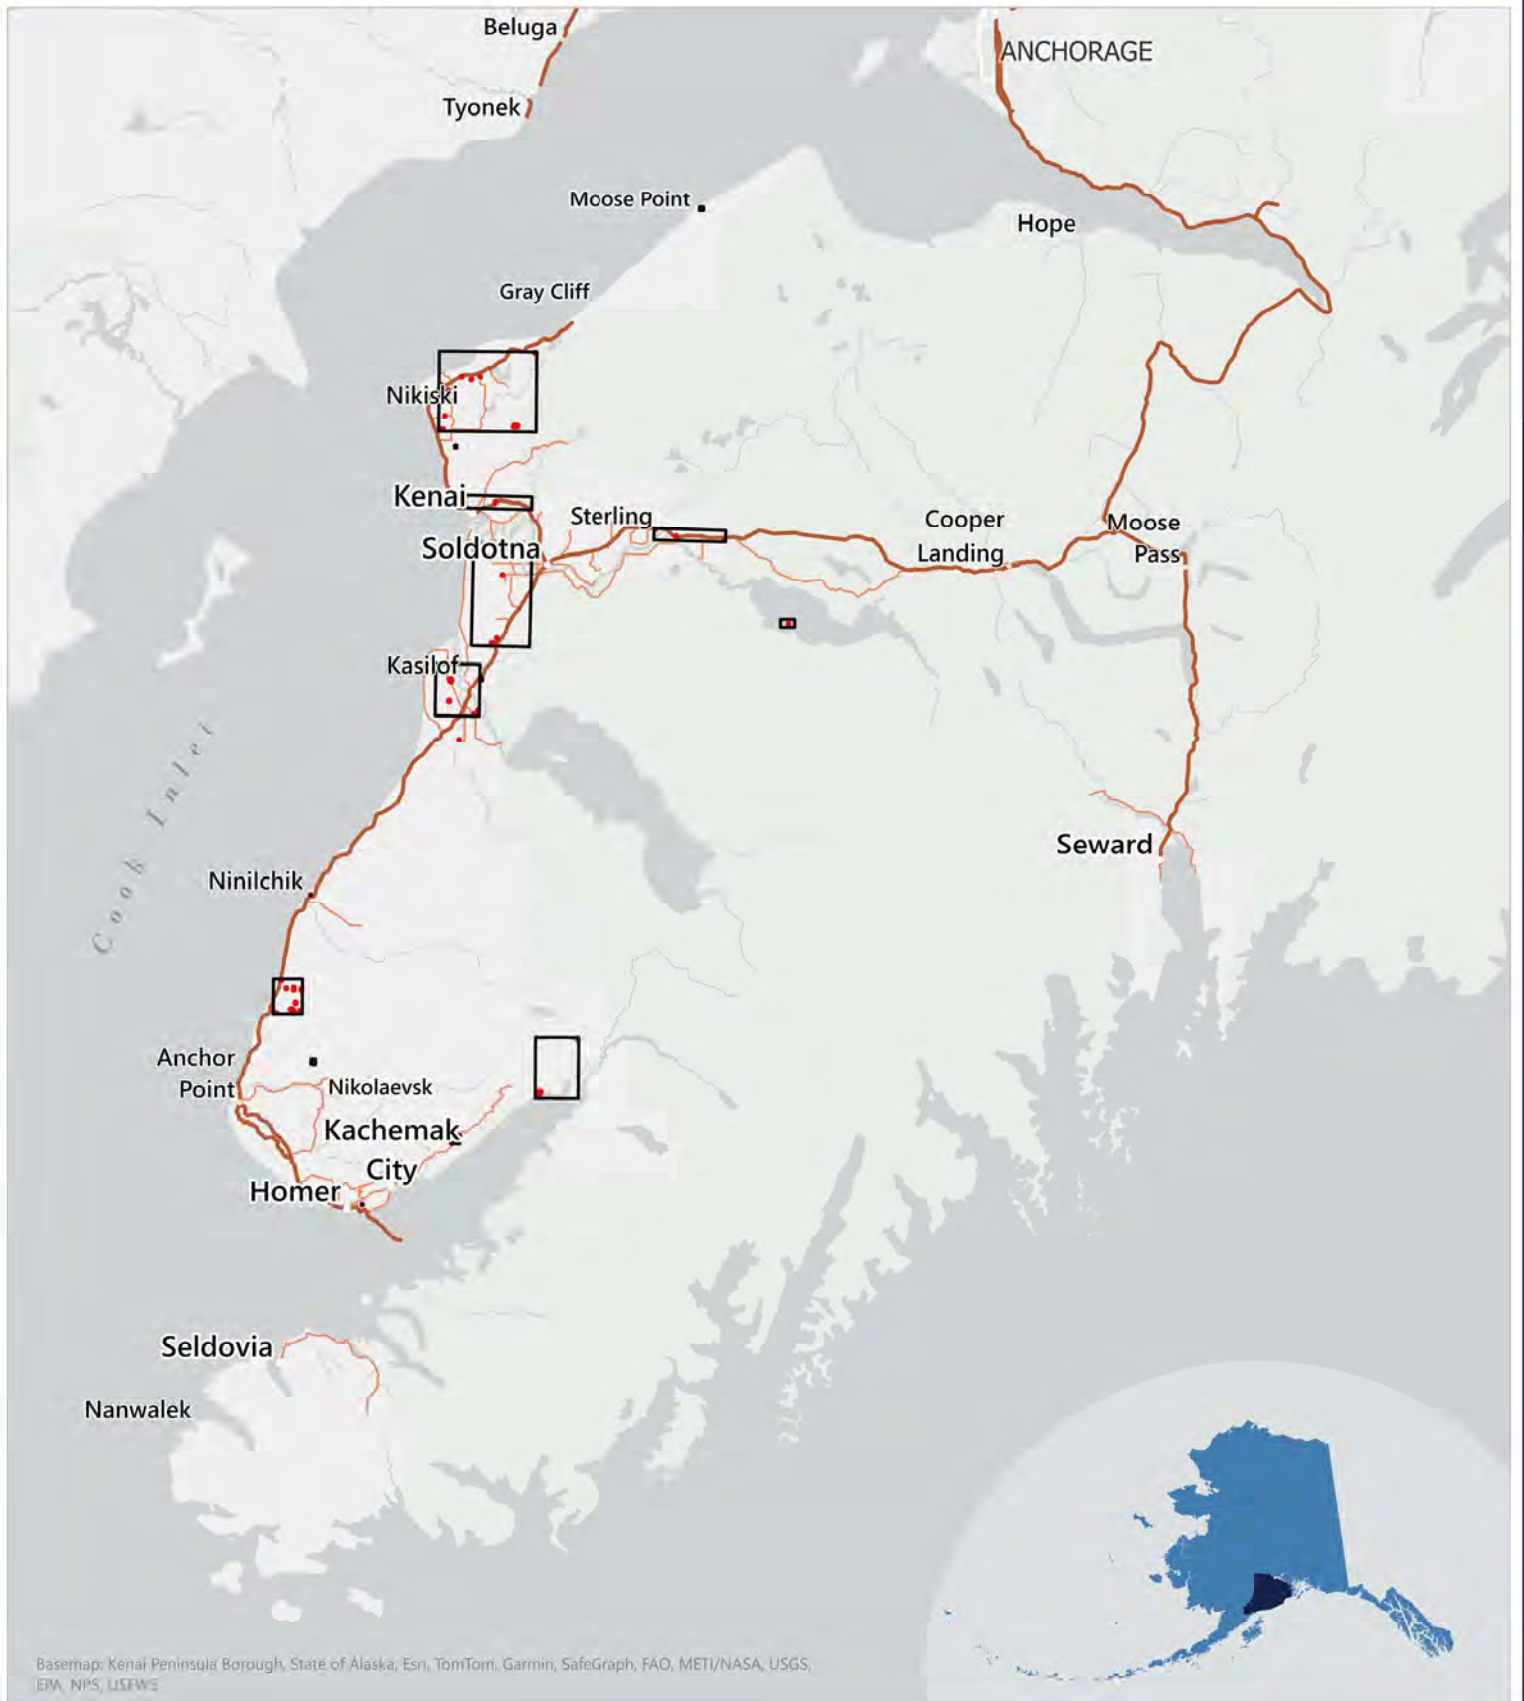 Beluga
ANCHORAGE
Tyonek
Moose Point
Hope
Gray Cliff
Nikiski
Kenai
Sterling
Cooper
Landing
Moose
Pass
Soldotna
Kasilof
Cook Inlet
Seward
Ninilchik
Anchor
Point
Nikolaevsk
Kachemak
City
Homer
Seldovia
Nanwalek
Basemap: Kenai Peninsula Borough, State of Alaska, Esri, TomTom, Garmin, SafeGraph, FAO, METI/NASA, USGS,
EPA, NPS, USFWS